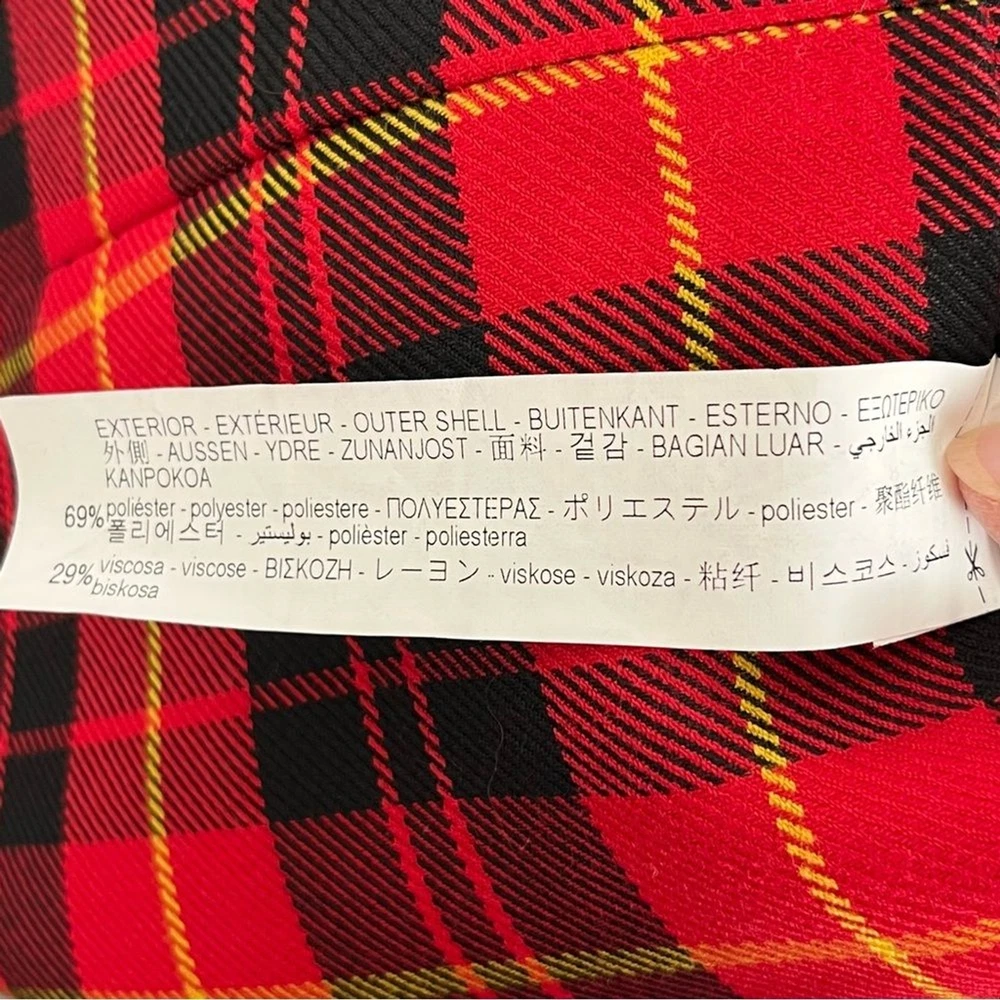 EXTERIOR - EXTÉRIEUR - OUTER SHELL - BUITENKANT - ESTERNO - ΕΞΩΤΕΡΙΚΟ
外側 - AUSSEN - YDRE - ZUNANJOST - 面料 - 겉감 - BAGIAN LUAR - الجزء الخارجي
KANPOKOA
69% poliéster - polyester - poliestere - ΠΟΛΥΕΣΤΕΡΑΣ - ポリエステル - poliester - 聚酯纤维
폴리에스터 - بوليستير - polièster - poliesterra
29% viscosa - viscose - ΒΙΣΚΟΖΗ - レーヨン - viskose - viskoza - 粘纤 - 비스코스 - فسكوز
biskosa